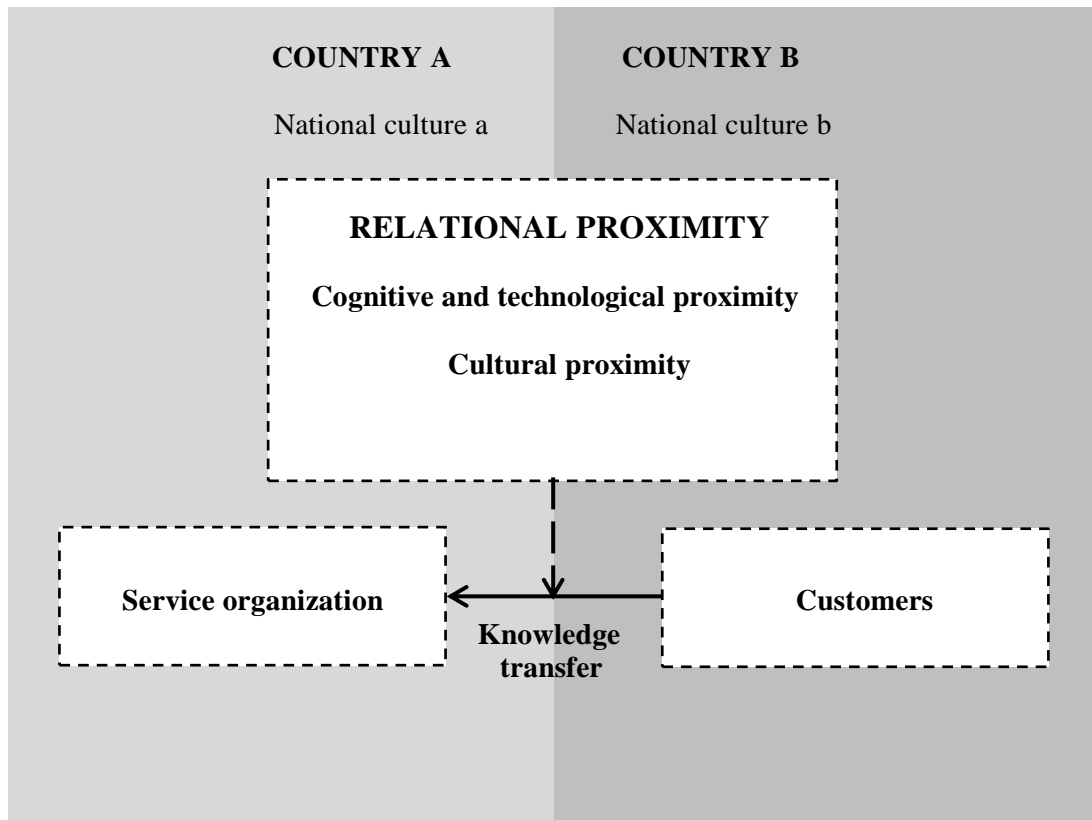 COUNTRY A
COUNTRY B
National culture a
National culture b
RELATIONAL PROXIMITY
Cognitive and technological proximity
Cultural proximity
Service organization
Customers
Knowledge
transfer